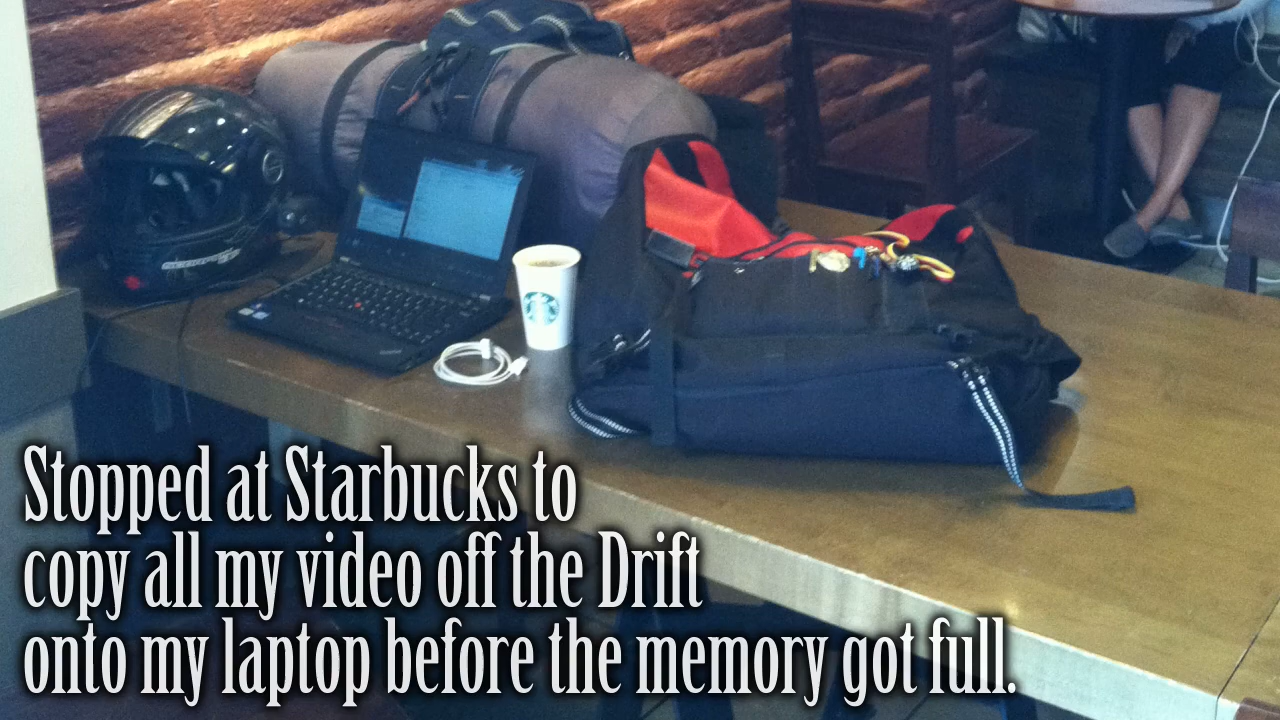 Stopped at Starbucks to
copy all my video off the Drift
onto my laptop before the memory got full.